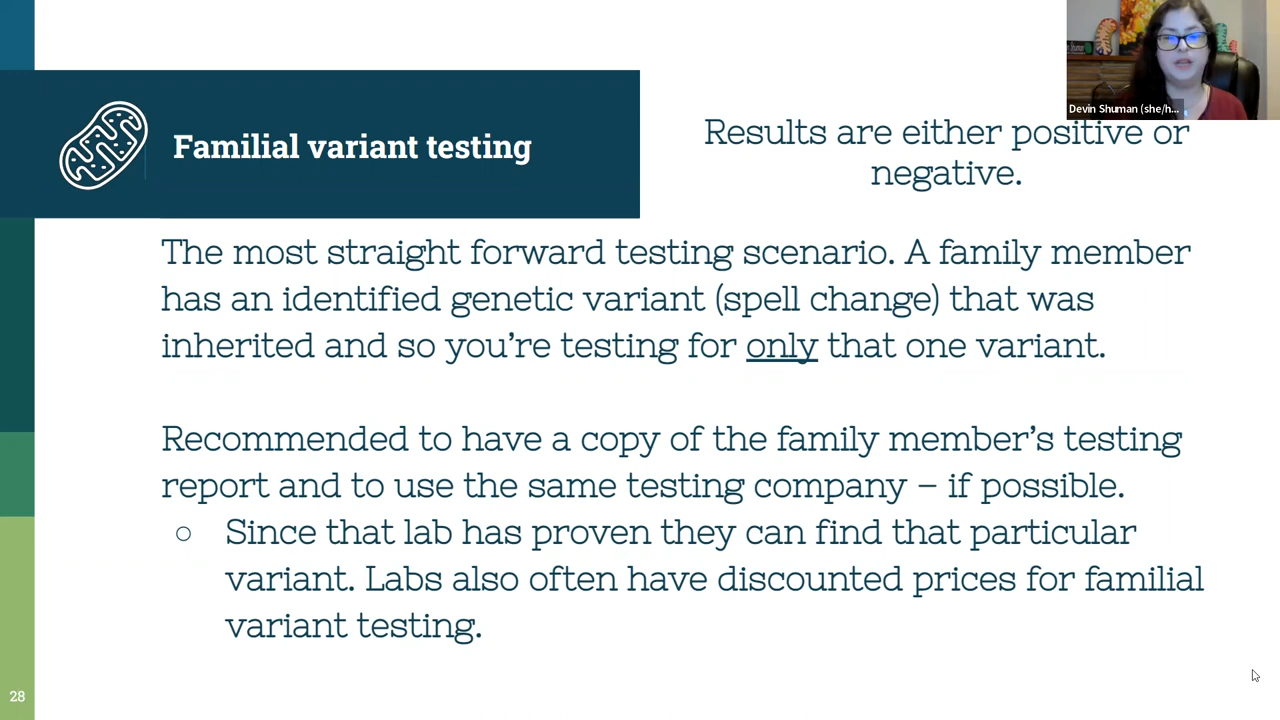 Devin Shuman (she/h...
Familial variant testing
Results are either positive or
negative.
The most straight forward testing scenario. A family member
has an identified genetic variant (spell change) that was
inherited and so you’re testing for only that one variant.
Recommended to have a copy of the family member’s testing
report and to use the same testing company – if possible.
○ Since that lab has proven they can find that particular
variant. Labs also often have discounted prices for familial
variant testing.
28